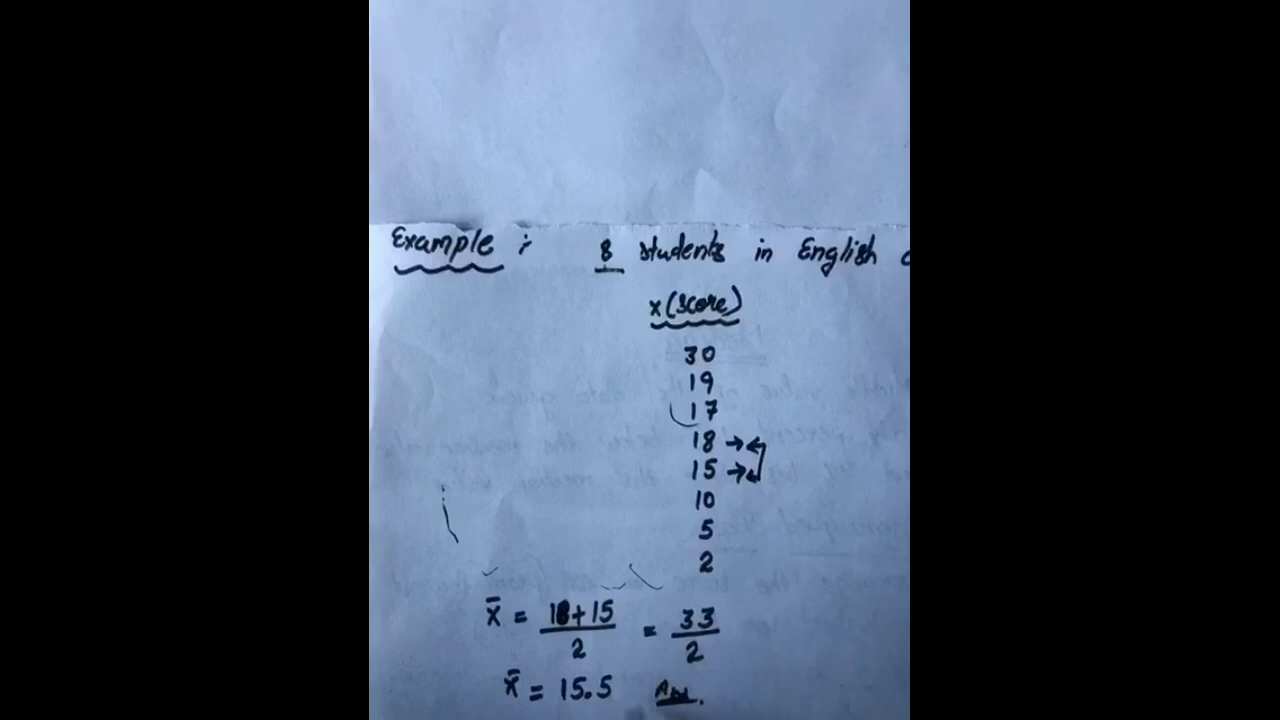 Example :-
8 students in English
x (score)
30
19
17
18 →←
15 →←
10
5
2
x̄ = 18+15 / 2 = 33 / 2
x̄ = 15.5 Ans.